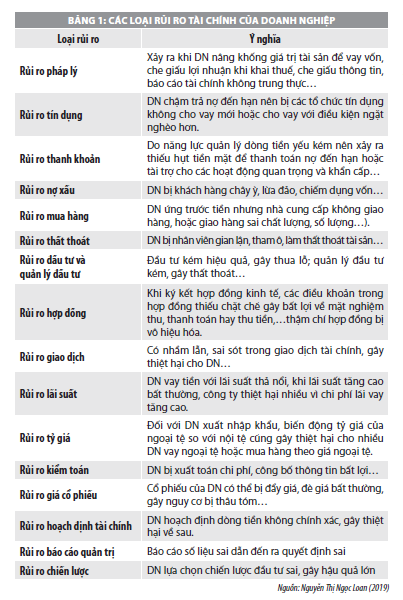 BẢNG 1: CÁC LOẠI RỦI RO TÀI CHÍNH CỦA DOANH NGHIỆP
Loại rủi ro Ý nghĩa
Rủi ro pháp lý
Xảy ra khi DN nâng khống giá trị tài sản để vay vốn,
che giấu lợi nhuận khi khai thuế, che giấu thông tin,
báo cáo tài chính không trung thực…
Rủi ro tín dụng
DN chậm trả nợ đến hạn nên bị các tổ chức tín dụng
không cho vay mới hoặc cho vay với điều kiện ngặt
nghèo hơn.
Rủi ro thanh khoản
Do năng lực quản lý dòng tiền yếu kém nên xảy ra
thiếu hụt tiền mặt để thanh toán nợ đến hạn hoặc
tài trợ cho các hoạt động quan trọng và khẩn cấp…
Rủi ro nợ xấu
DN bị khách hàng chây ỳ, lừa đảo, chiếm dụng vốn…
Rủi ro mua hàng
DN ứng trước tiền nhưng nhà cung cấp không giao
hàng, hoặc giao hàng sai chất lượng, số lượng…).
Rủi ro thất thoát
DN bị nhân viên gian lận, tham ô, làm thất thoát tài sản…
Rủi ro đầu tư và
quản lý đầu tư
Đầu tư kém hiệu quả, gây thua lỗ; quản lý đầu tư
kém, gây thất thoát…
Rủi ro hợp đồng
Khi ký kết hợp đồng kinh tế, các điều khoản trong
hợp đồng thiếu chặt chẽ gây bất lợi về mặt nghiệm
thu, thanh toán hay thu tiền,…thậm chí hợp đồng bị
vô hiệu hóa.
Rủi ro giao dịch
Có nhầm lẫn, sai sót trong giao dịch tài chính, gây
thiệt hại cho DN…
Rủi ro lãi suất
DN vay tiền với lãi suất thả nổi, khi lãi suất tăng cao
bất thường, công ty thiệt hại nhiều vì chi phí lãi vay
tăng cao.
Rủi ro tỷ giá
Đối với DN xuất nhập khẩu, biến động tỷ giá của
ngoại tệ so với nội tệ cũng gây thiệt hại cho nhiều
DN vay ngoại tệ hoặc mua hàng theo giá ngoại tệ.
Rủi ro kiểm toán
DN bị xuất toán chi phí, công bố thông tin bất lợi…
Rủi ro giá cổ phiếu
Cổ phiếu của DN có thể bị đẩy giá, đè giá bất thường,
gây nguy cơ bị thâu tóm…
Rủi ro hoạch định tài chính
DN hoạch định dòng tiền không chính xác, gây thiệt
hại về sau.
Rủi ro báo cáo quản trị
Báo cáo số liệu sai dẫn đến ra quyết định sai
Rủi ro chiến lược
DN lựa chọn chiến lược đầu tư sai, gây hậu quả lớn
Nguồn: Nguyễn Thị Ngọc Loan (2019)